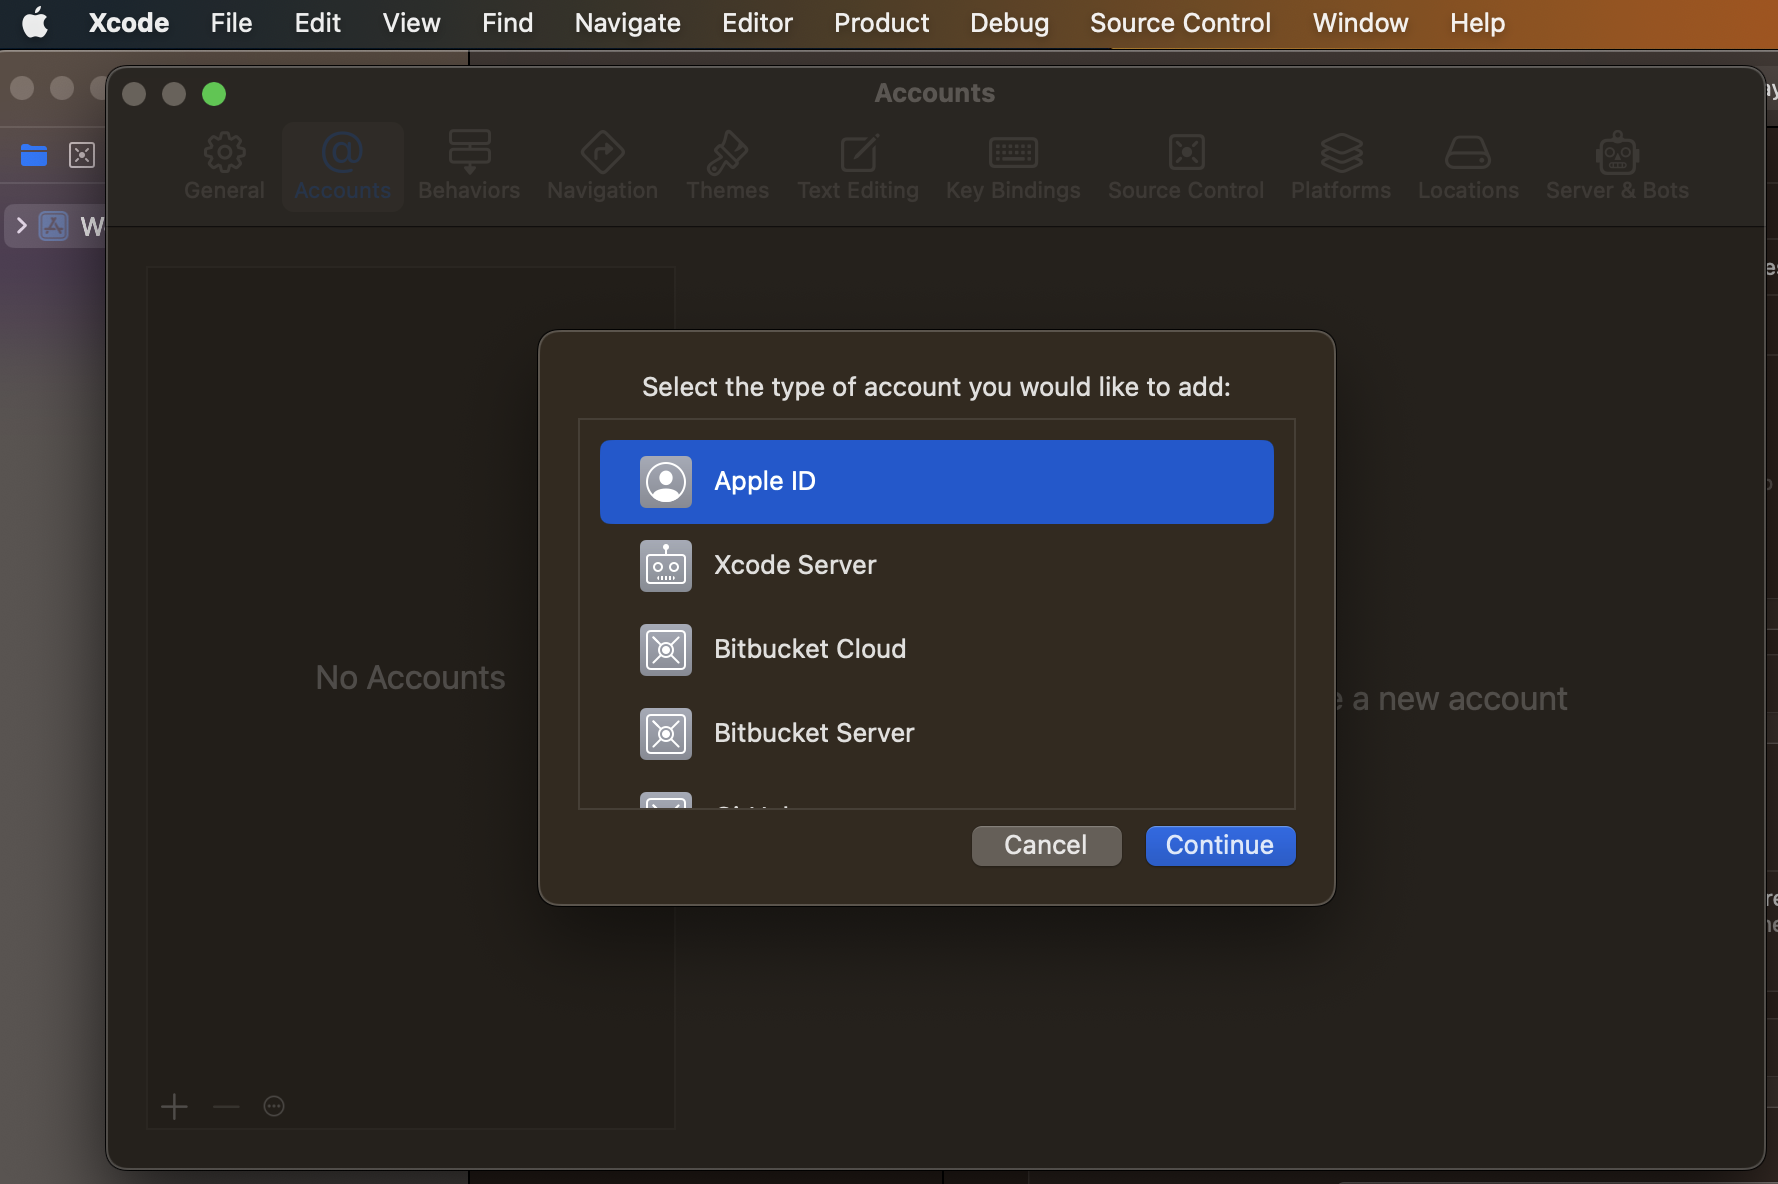 Xcode File Edit View Find Navigate Editor Product Debug Source Control Window Help
Accounts
General Accounts Behaviors Navigation Themes Text Editing Key Bindings Source Control Platforms Locations Server & Bots
Select the type of account you would like to add:
Apple ID
Xcode Server
Bitbucket Cloud
Bitbucket Server
No Accounts
a new account
Cancel Continue